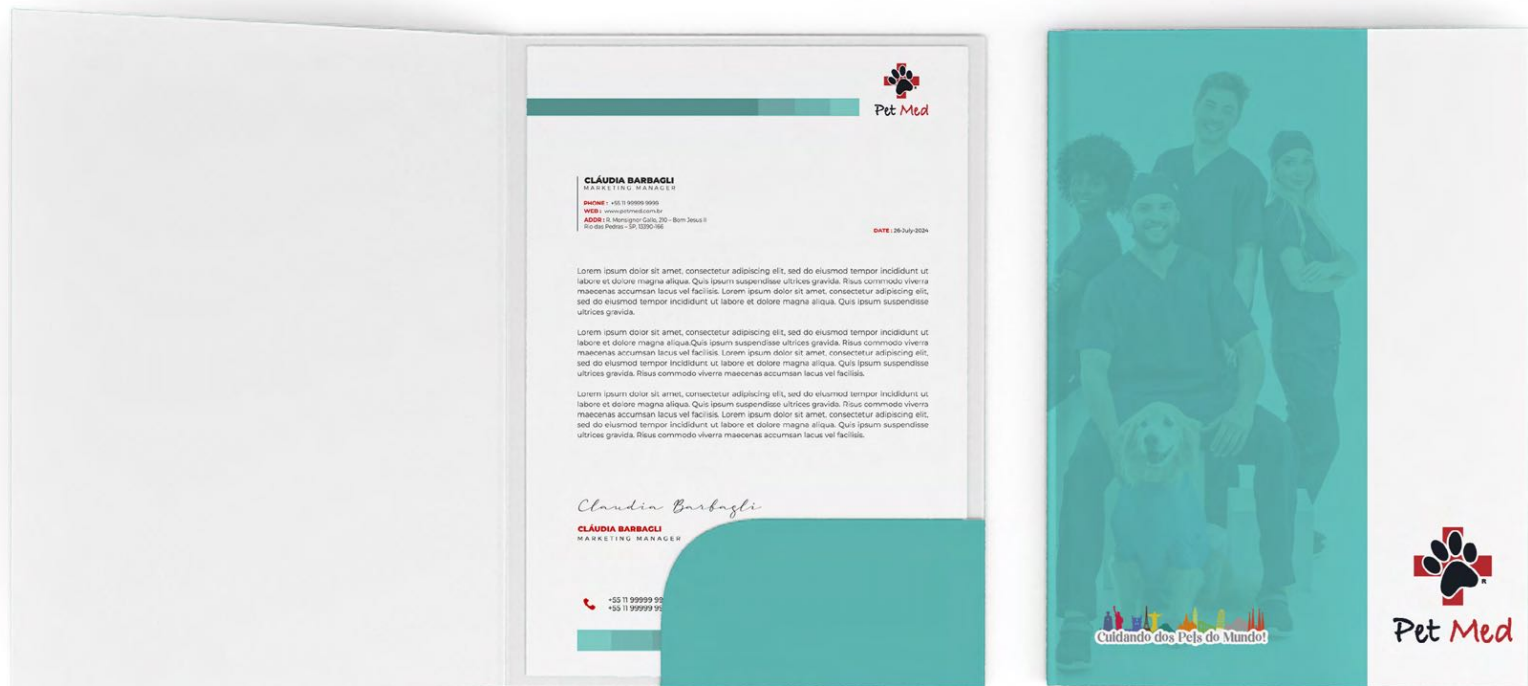 Pet Med
CLÁUDIA BARBAGLI
MARKETING MANAGER
PHONE : +55 11 99999 9999
WEB : www.petmed.com.br
ADDR : R. Monsignor Gallo, 210 – Bom Jesus II
Rio das Pedras – SP, 13390-166
DATE : 26-July-2024
Lorem ipsum dolor sit amet, consectetur adipiscing elit, sed do eiusmod tempor incididunt ut
labore et dolore magna aliqua. Quis ipsum suspendisse ultrices gravida. Risus commodo viverra
maecenas accumsan lacus vel facilisis. Lorem ipsum dolor sit amet, consectetur adipiscing elit,
sed do eiusmod tempor incididunt ut labore et dolore magna aliqua. Quis ipsum suspendisse
ultrices gravida.
Lorem ipsum dolor sit amet, consectetur adipiscing elit, sed do eiusmod tempor incididunt ut
labore et dolore magna aliqua.Quis ipsum suspendisse ultrices gravida. Risus commodo viverra
maecenas accumsan lacus vel facilisis. Lorem ipsum dolor sit amet, consectetur adipiscing elit,
sed do eiusmod tempor incididunt ut labore et dolore magna aliqua. Quis ipsum suspendisse
ultrices gravida. Risus commodo viverra maecenas accumsan lacus vel facilisis.
Lorem ipsum dolor sit amet, consectetur adipiscing elit, sed do eiusmod tempor incididunt ut
labore et dolore magna aliqua. Quis ipsum suspendisse ultrices gravida. Risus commodo viverra
maecenas accumsan lacus vel facilisis. Lorem ipsum dolor sit amet, consectetur adipiscing elit,
sed do eiusmod tempor incididunt ut labore et dolore magna aliqua. Quis ipsum suspendisse
ultrices gravida. Risus commodo viverra maecenas accumsan lacus vel facilisis.
Claudia Barbagli
CLÁUDIA BARBAGLI
MARKETING MANAGER
+55 11 99999 99
+55 11 99999 99
Cuidando dos Pets do Mundo!
®
Pet Med